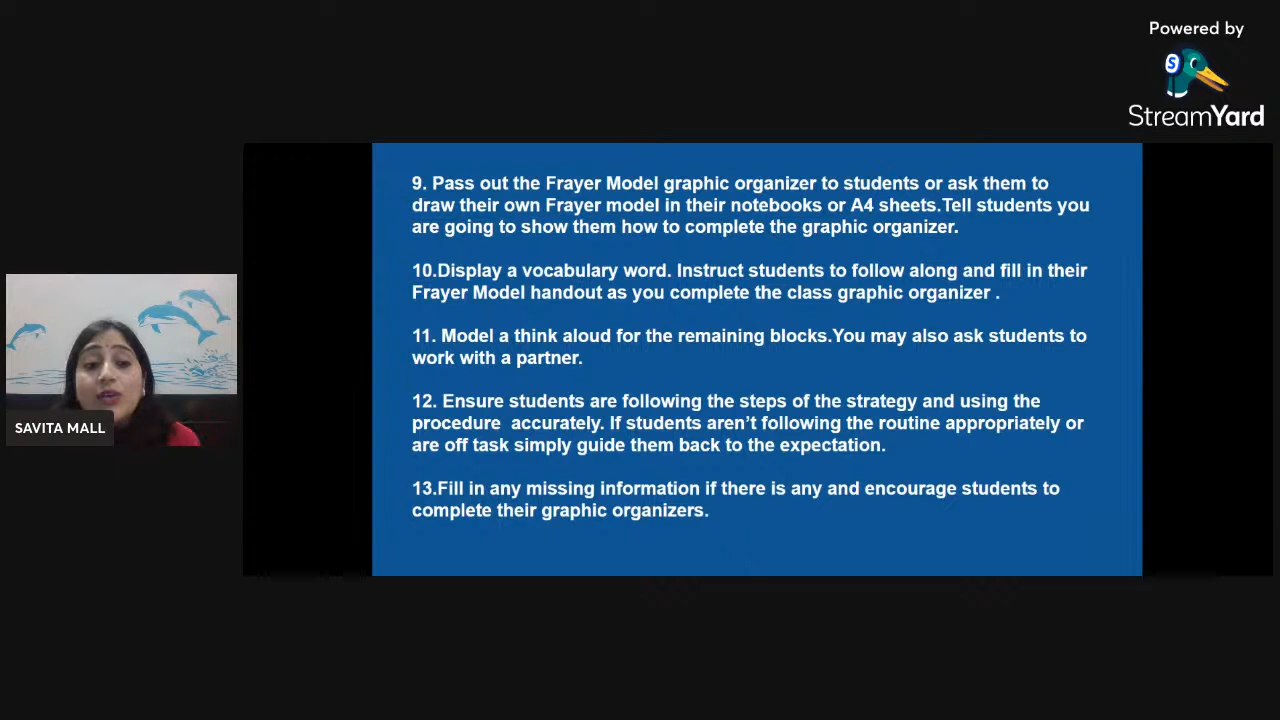 Powered by
StreamYard
9. Pass out the Frayer Model graphic organizer to students or ask them to
draw their own Frayer model in their notebooks or A4 sheets.Tell students you
are going to show them how to complete the graphic organizer.
10.Display a vocabulary word. Instruct students to follow along and fill in their
Frayer Model handout as you complete the class graphic organizer .
11. Model a think aloud for the remaining blocks.You may also ask students to
work with a partner.
12. Ensure students are following the steps of the strategy and using the
procedure  accurately. If students aren’t following the routine appropriately or
are off task simply guide them back to the expectation.
13.Fill in any missing information if there is any and encourage students to
complete their graphic organizers.
SAVITA MALL